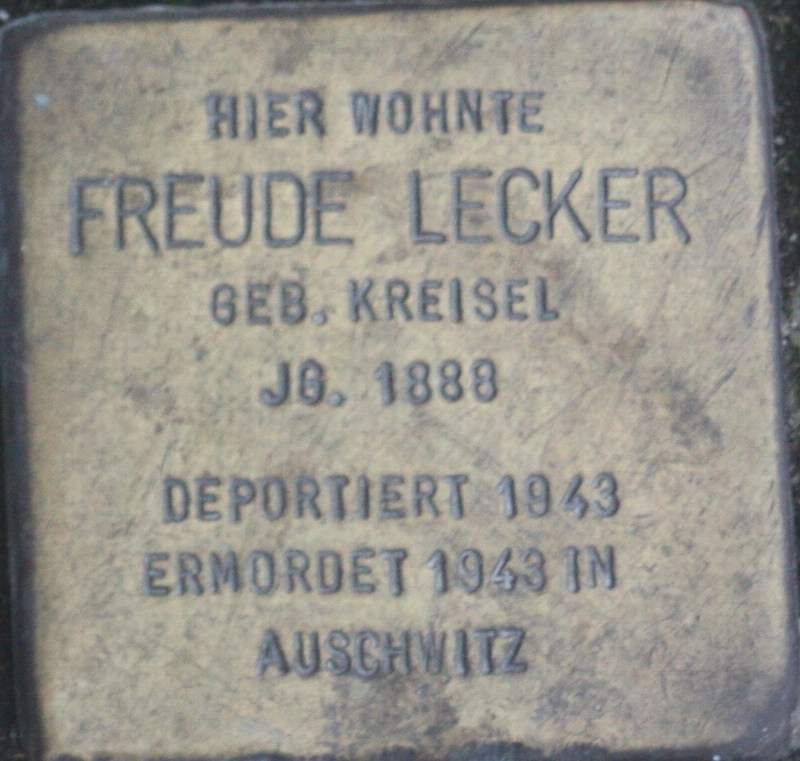 HIER WOHNTE
FREUDE LECKER
GEB. KREISEL
JG. 1888
DEPORTIERT 1943
ERMORDET 1943 IN
AUSCHWITZ